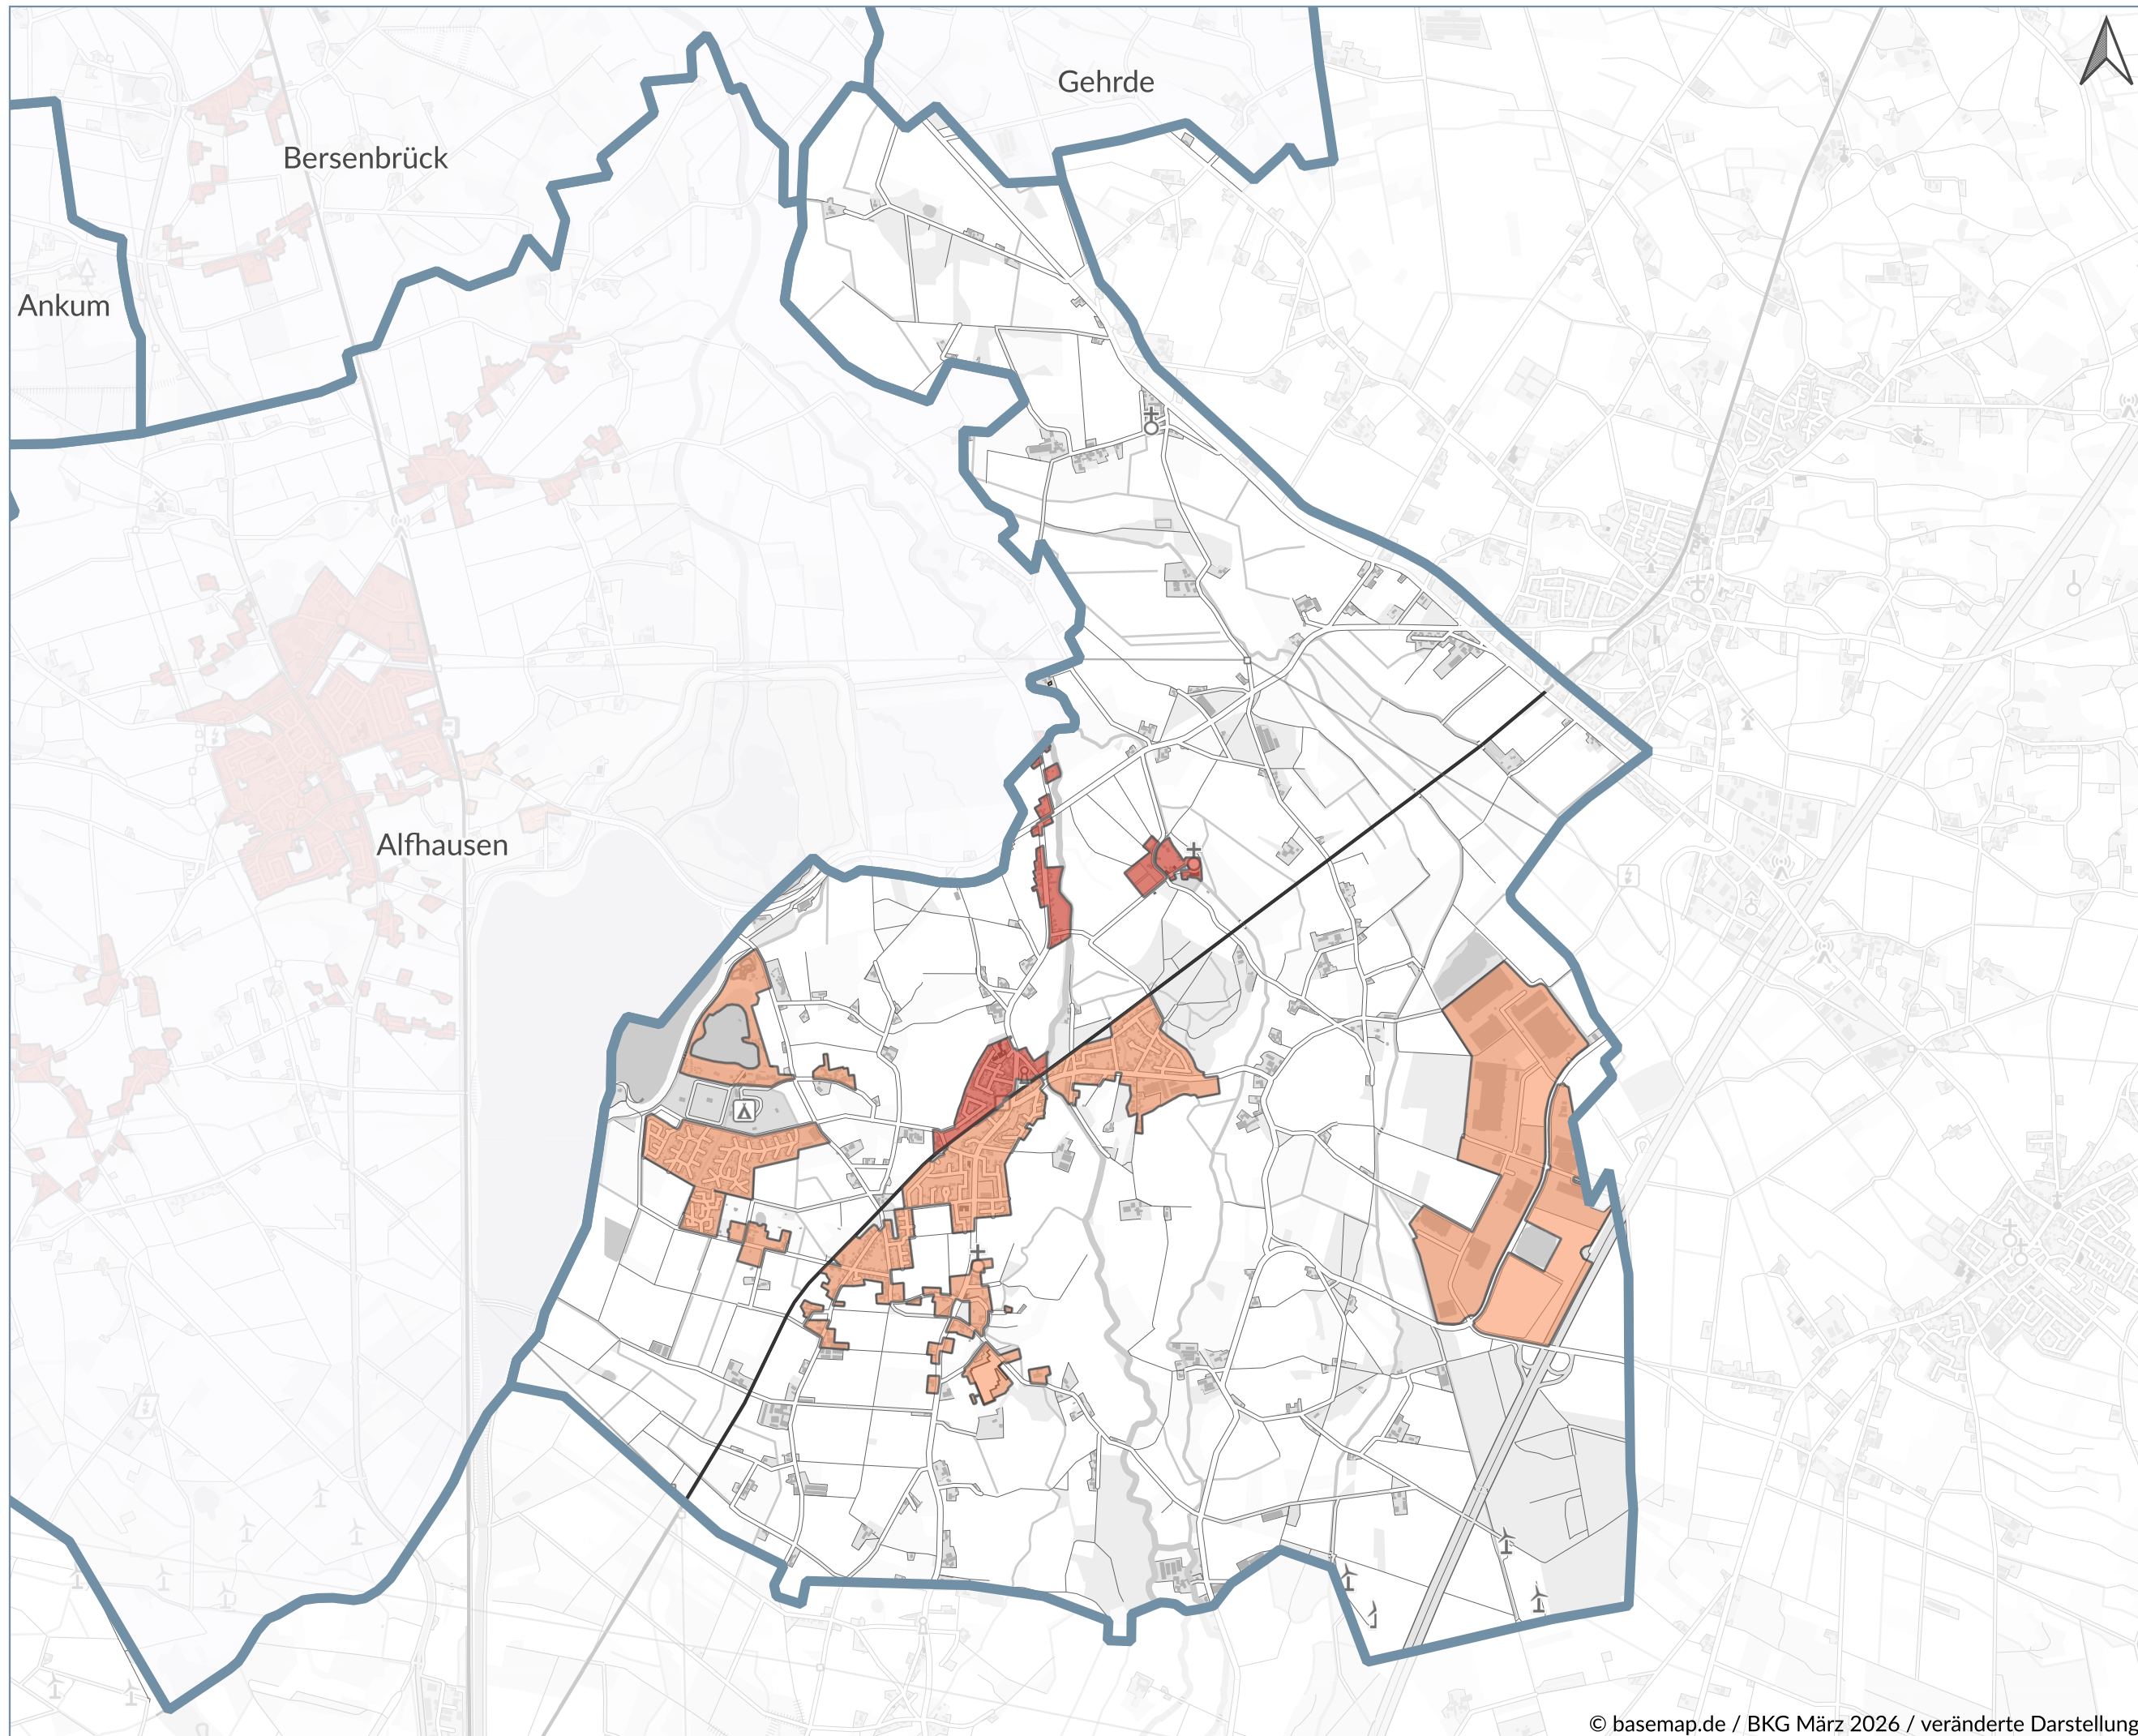 Gehrde
Bersenbrück
Ankum
Alfhausen
© basemap.de / BKG März 2026 / veränderte Darstellung